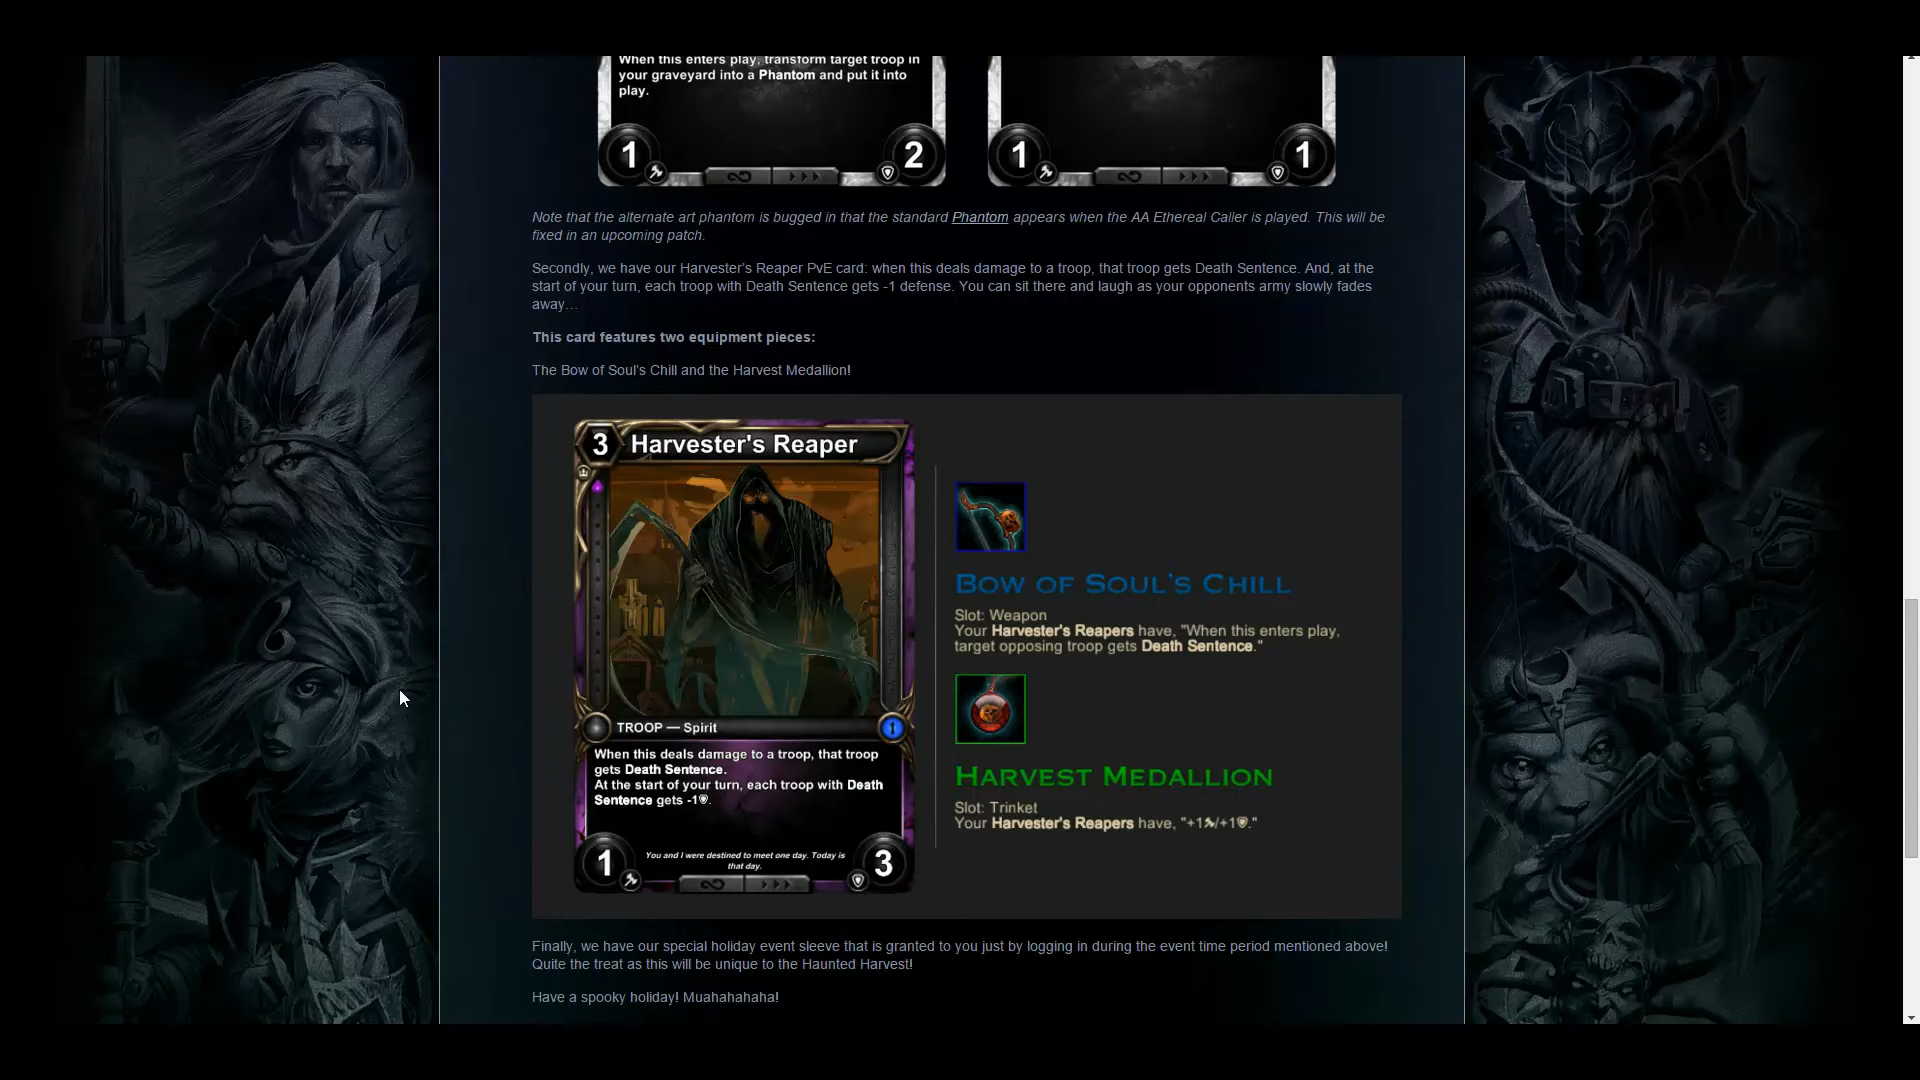 When this enters play, transform target troop in
your graveyard into a Phantom and put it into
play.
1
2
1
1
Note that the alternate art phantom is bugged in that the standard Phantom appears when the AA Ethereal Caller is played. This will be
fixed in an upcoming patch.
Secondly, we have our Harvester's Reaper PvE card: when this deals damage to a troop, that troop gets Death Sentence. And, at the
start of your turn, each troop with Death Sentence gets -1 defense. You can sit there and laugh as your opponents army slowly fades
away…
This card features two equipment pieces:
The Bow of Soul's Chill and the Harvest Medallion!
3 Harvester's Reaper
TROOP — Spirit
1
When this deals damage to a troop, that troop
gets Death Sentence.
At the start of your turn, each troop with Death
Sentence gets -1.
You and I were destined to meet one day. Today is
that day.
1
3
Bow of Soul's Chill
Slot: Weapon
Your Harvester's Reapers have, "When this enters play,
target opposing troop gets Death Sentence."
Harvest Medallion
Slot: Trinket
Your Harvester's Reapers have, "+1/+1."
Finally, we have our special holiday event sleeve that is granted to you just by logging in during the event time period mentioned above!
Quite the treat as this will be unique to the Haunted Harvest!
Have a spooky holiday! Muahahahaha!